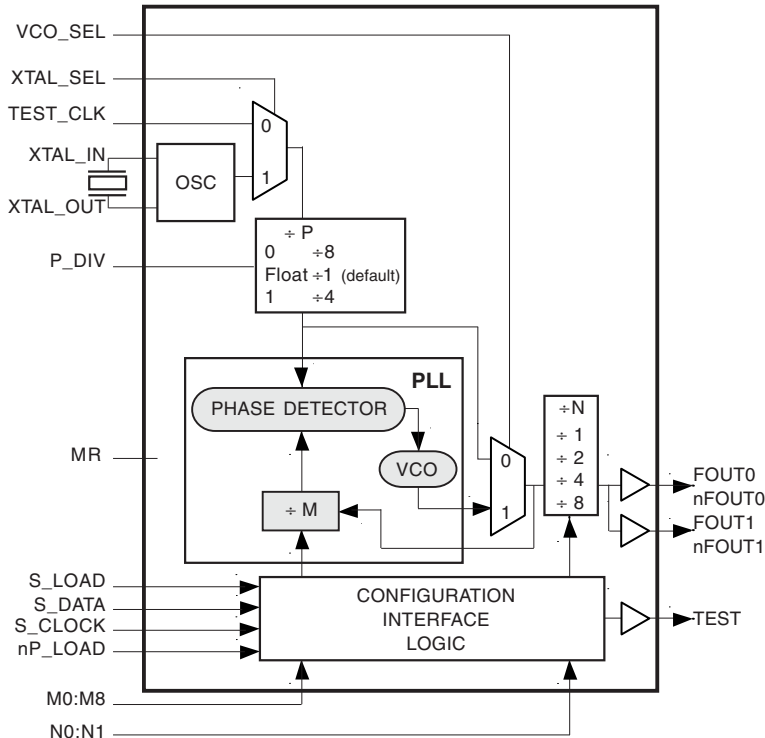 VCO_SEL
XTAL_SEL
TEST_CLK
0
XTAL_IN
OSC
1
XTAL_OUT
÷ P
0 ÷8
P_DIV
Float ÷1 (default)
1 ÷4
PLL
PHASE DETECTOR
÷N
÷ 1
÷ 2
÷ 4
÷ 8
MR
VCO
0
1
÷ M
FOUT0
nFOUT0
FOUT1
nFOUT1
S_LOAD
S_DATA
S_CLOCK
nP_LOAD
CONFIGURATION
INTERFACE
LOGIC
TEST
M0:M8
N0:N1